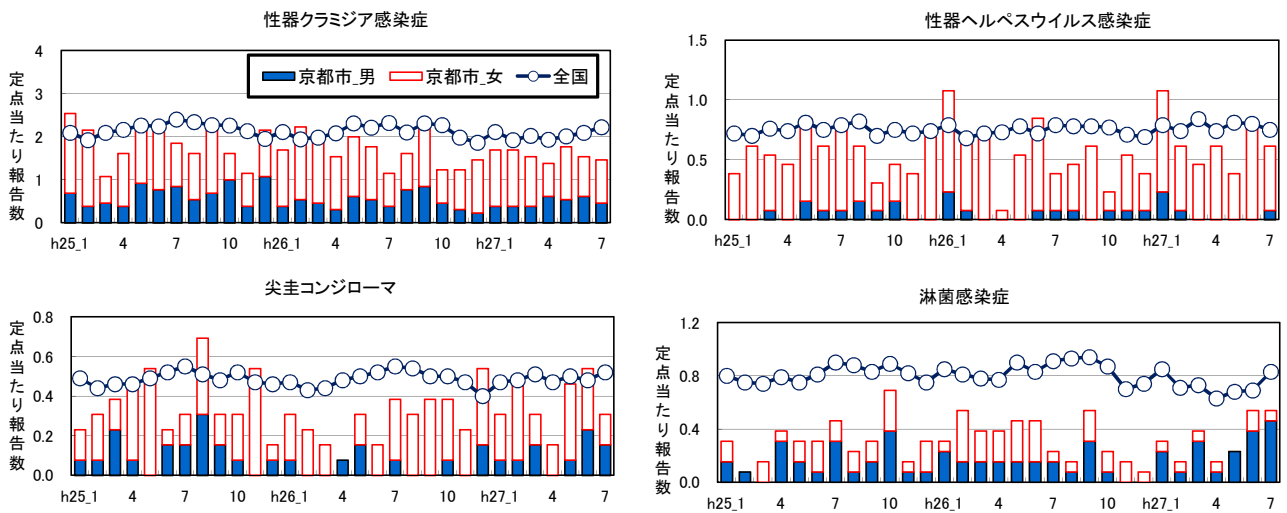 性器クラミジア感染症
定点当たり報告数
4
3
2
1
0
京都市_男 京都市_女 全国
h25_1 4 7 10 h26_1 4 7 10 h27_1 4 7
性器ヘルペスウイルス感染症
定点当たり報告数
1.5
1.0
0.5
0.0
h25_1 4 7 10 h26_1 4 7 10 h27_1 4 7
尖圭コンジローマ
定点当たり報告数
0.8
0.6
0.4
0.2
0.0
h25_1 4 7 10 h26_1 4 7 10 h27_1 4 7
淋菌感染症
定点当たり報告数
1.2
0.8
0.4
0.0
h25_1 4 7 10 h26_1 4 7 10 h27_1 4 7